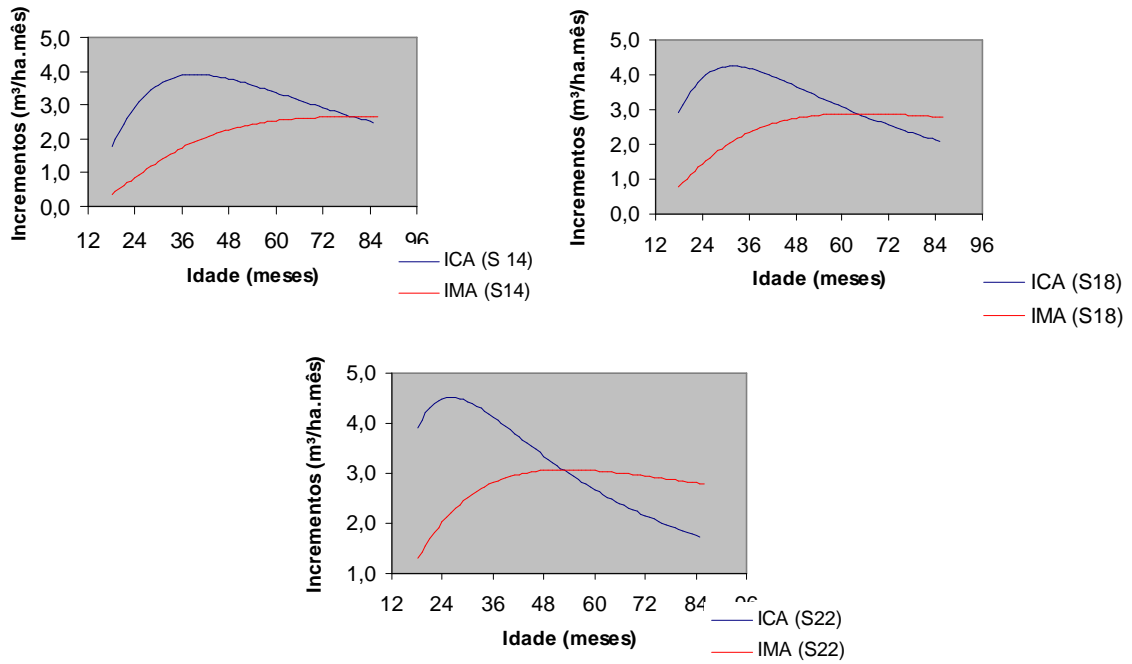 Incrementos (m³/ha.mês)
5,0
4,0
3,0
2,0
1,0
0,0
12 24 36 48 60 72 84 96
Idade (meses)
ICA (S 14)
IMA (S14)
Incrementos (m³/ha.mês)
5,0
4,0
3,0
2,0
1,0
0,0
12 24 36 48 60 72 84 96
Idade (meses)
ICA (S18)
IMA (S18)
Incrementos (m³/ha.mês)
5,0
4,0
3,0
2,0
1,0
12 24 36 48 60 72 84 96
Idade (meses)
ICA (S22)
IMA (S22)